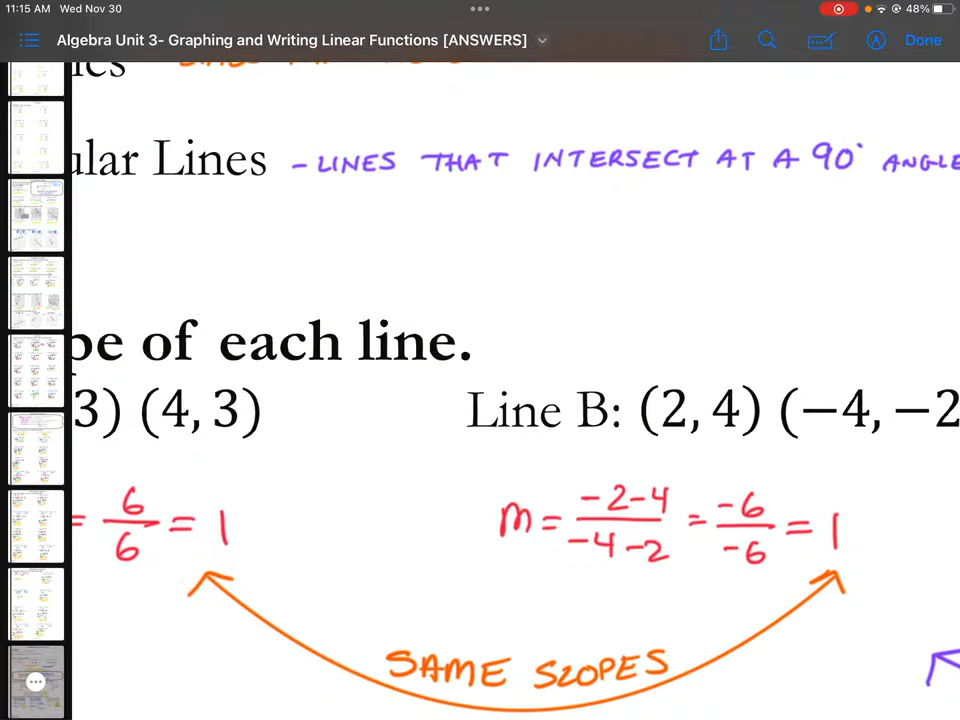 11:15 AM Wed Nov 30
48%
Algebra Unit 3- Graphing and Writing Linear Functions [ANSWERS]
Done
ular Lines - LINES THAT INTERSECT AT A 90° ANGLE
pe of each line.
3) (4, 3) Line B: (2, 4) (−4, −2
= 6/6 = 1 m = -2-4/-4-2 = -6/-6 = 1
SAME SLOPES